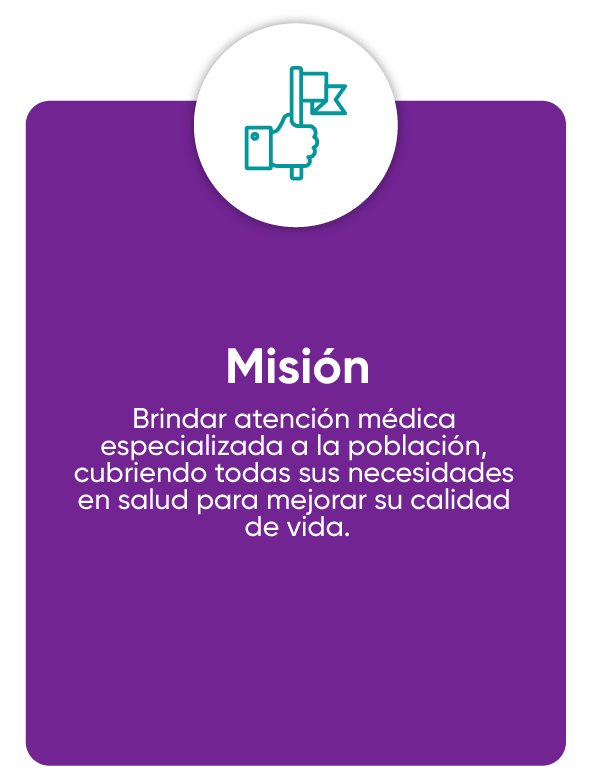 Misión
Brindar atención médica
especializada a la población,
cubriendo todas sus necesidades
en salud para mejorar su calidad
de vida.